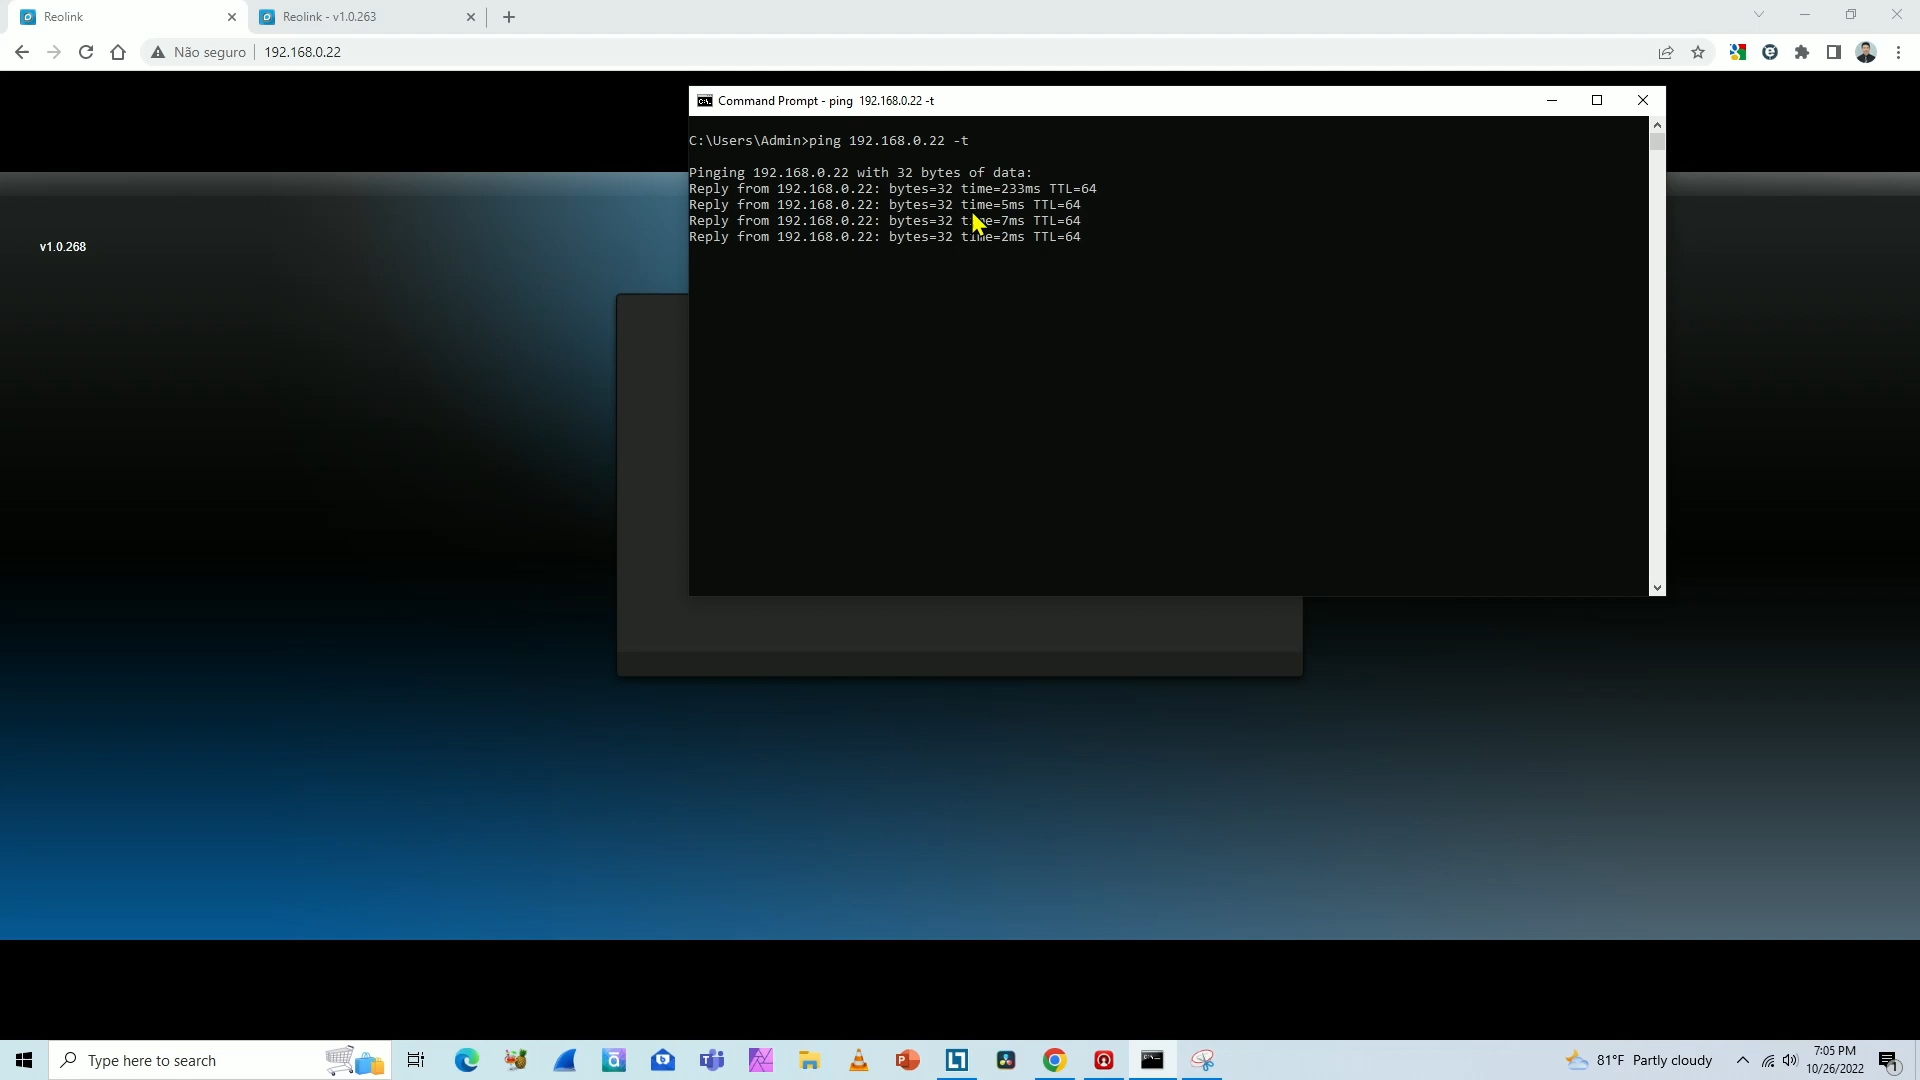 Reolink
Reolink - v1.0.263
Não seguro
192.168.0.22
Command Prompt - ping 192.168.0.22 -t
C:\Users\Admin>ping 192.168.0.22 -t
Pinging 192.168.0.22 with 32 bytes of data:
Reply from 192.168.0.22: bytes=32 time=233ms TTL=64
Reply from 192.168.0.22: bytes=32 time=5ms TTL=64
Reply from 192.168.0.22: bytes=32 time=7ms TTL=64
Reply from 192.168.0.22: bytes=32 time=2ms TTL=64
v1.0.268
Type here to search
81°F Partly cloudy
7:05 PM
10/26/2022
1